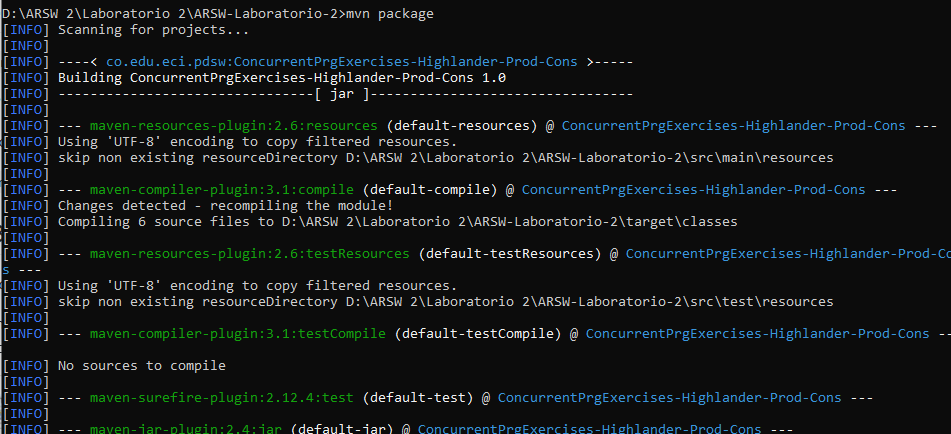 D:\ARSW 2\Laboratorio 2\ARSW-Laboratorio-2>mvn package
[INFO] Scanning for projects...
[INFO]
[INFO] ----< co.edu.eci.pdsw:ConcurrentPrgExercises-Highlander-Prod-Cons >-----
[INFO] Building ConcurrentPrgExercises-Highlander-Prod-Cons 1.0
[INFO] --------------------------------[ jar ]---------------------------------
[INFO]
[INFO] --- maven-resources-plugin:2.6:resources (default-resources) @ ConcurrentPrgExercises-Highlander-Prod-Cons ---
[INFO] Using 'UTF-8' encoding to copy filtered resources.
[INFO] skip non existing resourceDirectory D:\ARSW 2\Laboratorio 2\ARSW-Laboratorio-2\src\main\resources
[INFO]
[INFO] --- maven-compiler-plugin:3.1:compile (default-compile) @ ConcurrentPrgExercises-Highlander-Prod-Cons ---
[INFO] Changes detected - recompiling the module!
[INFO] Compiling 6 source files to D:\ARSW 2\Laboratorio 2\ARSW-Laboratorio-2\target\classes
[INFO]
[INFO] --- maven-resources-plugin:2.6:testResources (default-testResources) @ ConcurrentPrgExercises-Highlander-Prod-Co
s ---
[INFO] Using 'UTF-8' encoding to copy filtered resources.
[INFO] skip non existing resourceDirectory D:\ARSW 2\Laboratorio 2\ARSW-Laboratorio-2\src\test\resources
[INFO]
[INFO] --- maven-compiler-plugin:3.1:testCompile (default-testCompile) @ ConcurrentPrgExercises-Highlander-Prod-Cons --
[INFO] No sources to compile
[INFO]
[INFO] --- maven-surefire-plugin:2.12.4:test (default-test) @ ConcurrentPrgExercises-Highlander-Prod-Cons ---
[INFO]
[INFO] --- maven-jar-plugin:2.4:jar (default-jar) @ ConcurrentPrgExercises-Highlander-Prod-Cons ---